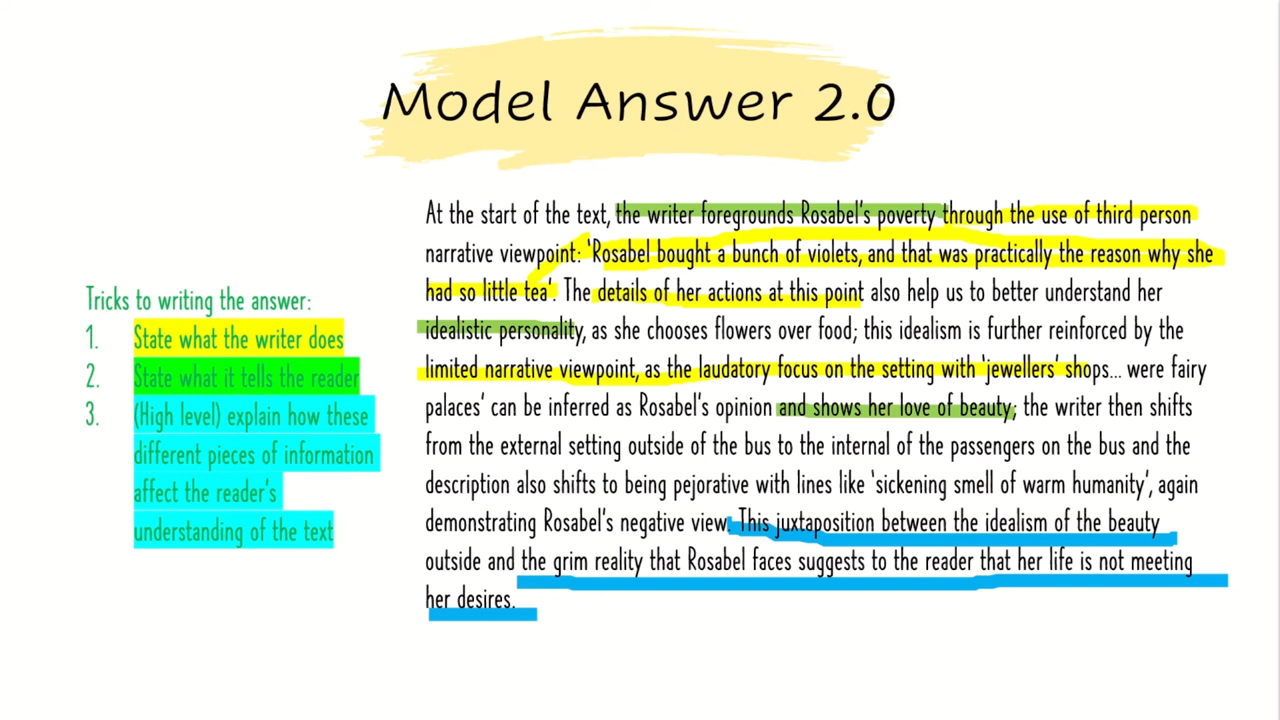 Model Answer 2.0
Tricks to writing the answer:
1. State what the writer does
2. State what it tells the reader
3. (High level) explain how these
different pieces of information
affect the reader's
understanding of the text
At the start of the text, the writer foregrounds Rosabel's poverty through the use of third person
narrative viewpoint: 'Rosabel bought a bunch of violets, and that was practically the reason why she
had so little tea'. The details of her actions at this point also help us to better understand her
idealistic personality, as she chooses flowers over food; this idealism is further reinforced by the
limited narrative viewpoint, as the laudatory focus on the setting with 'jewellers' shops... were fairy
palaces' can be inferred as Rosabel's opinion and shows her love of beauty; the writer then shifts
from the external setting outside of the bus to the internal of the passengers on the bus and the
description also shifts to being pejorative with lines like 'sickening smell of warm humanity', again
demonstrating Rosabel's negative view. This juxtaposition between the idealism of the beauty
outside and the grim reality that Rosabel faces suggests to the reader that her life is not meeting
her desires.